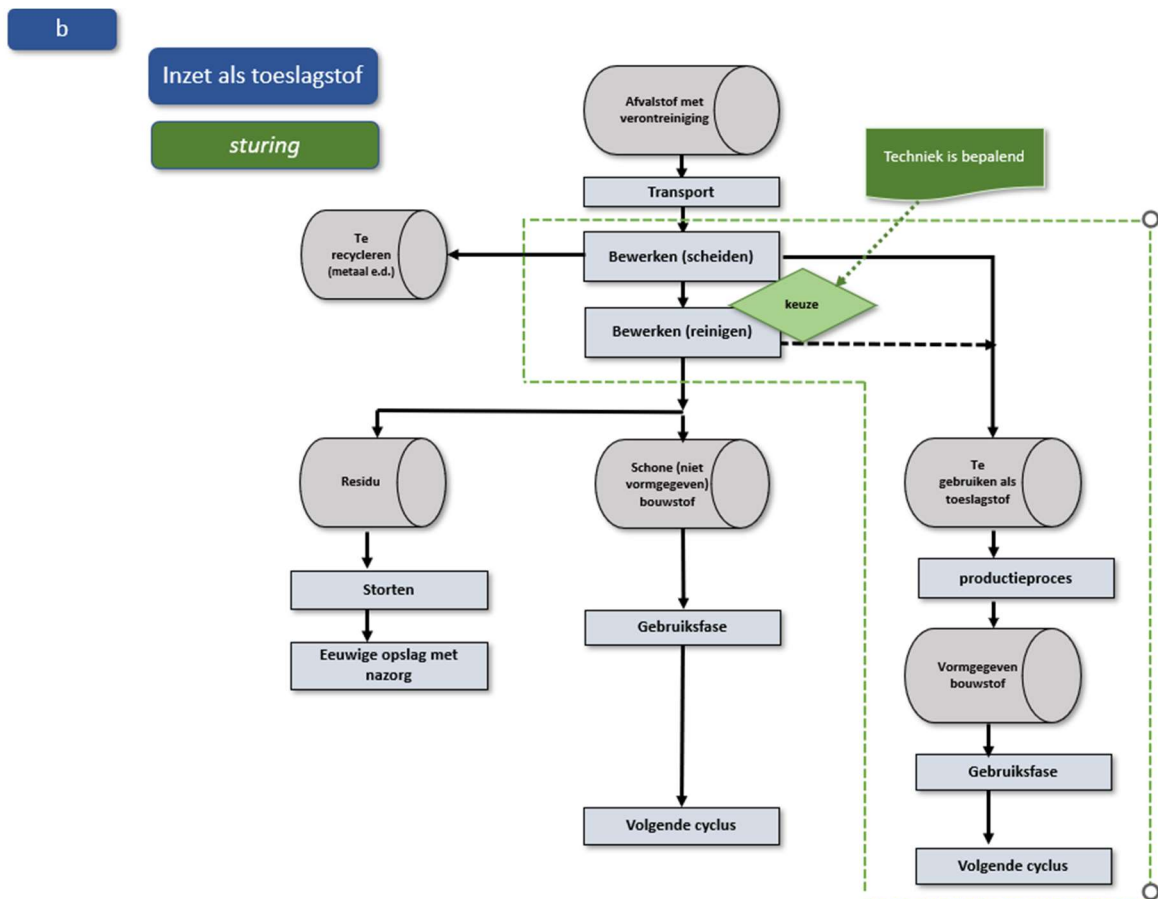 b
Inzet als toeslagstof
sturing
Afvalstof met
verontreiniging
Techniek is bepalend
Transport
Te
recycleren
(metaal e.d.)
Bewerken (scheiden)
keuze
Bewerken (reinigen)
Residu
Schone (niet
vormgegeven)
bouwstof
Te
gebruiken als
toeslagstof
Storten
productieproces
Gebruiksfase
Eeuwige opslag met
nazorg
Vormgegeven
bouwstof
Gebruiksfase
Volgende cyclus
Volgende cyclus